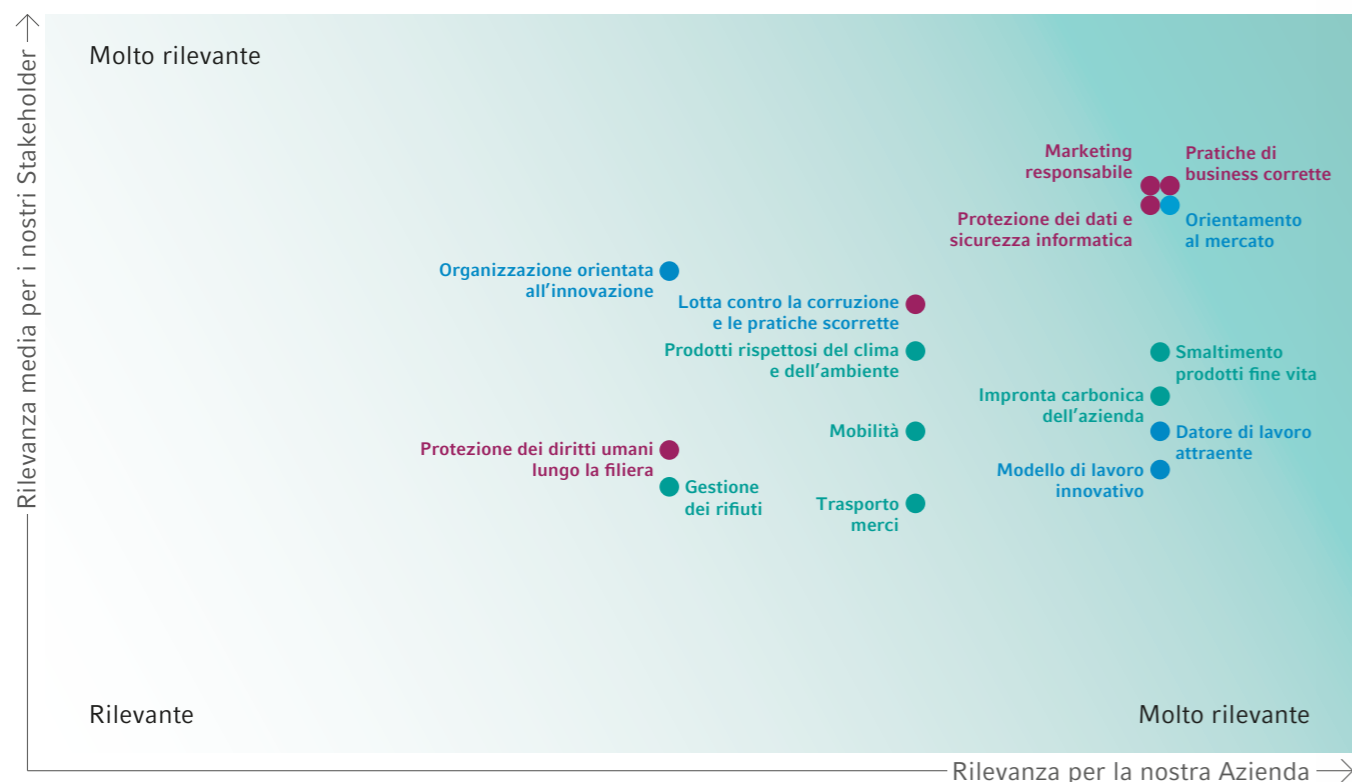 Rilevanza media per i nostri Stakeholder
Molto rilevante
Marketing
responsabile
Pratiche di
business corrette
Protezione dei dati e
sicurezza informatica
Orientamento
al mercato
Organizzazione orientata
all'innovazione
Lotta contro la corruzione
e le pratiche scorrette
Prodotti rispettosi del clima
e dell'ambiente
Smaltimento
prodotti fine vita
Impronta carbonica
dell'azienda
Mobilità
Datore di lavoro
attraente
Protezione dei diritti umani
lungo la filiera
Modello di lavoro
innovativo
Gestione
dei rifiuti
Trasporto
merci
Rilevante
Molto rilevante
Rilevanza per la nostra Azienda